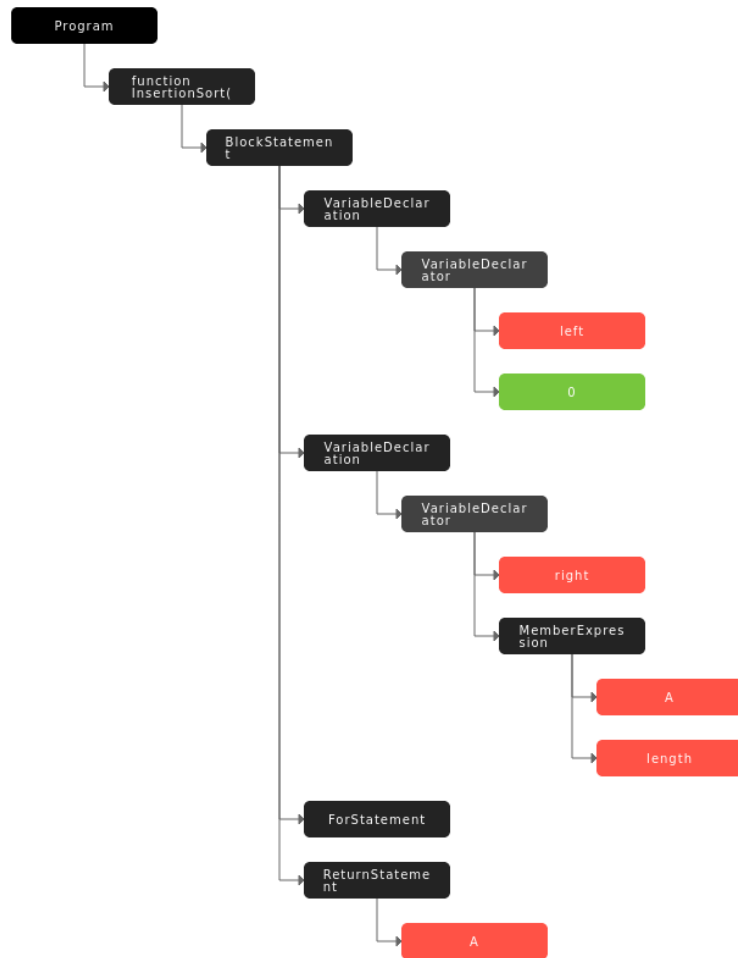 Program
function
InsertionSort(
BlockStatemen
t
VariableDeclar
ation
VariableDeclar
ator
left
0
VariableDeclar
ation
VariableDeclar
ator
right
MemberExpres
sion
A
length
ForStatement
ReturnStateme
nt
A